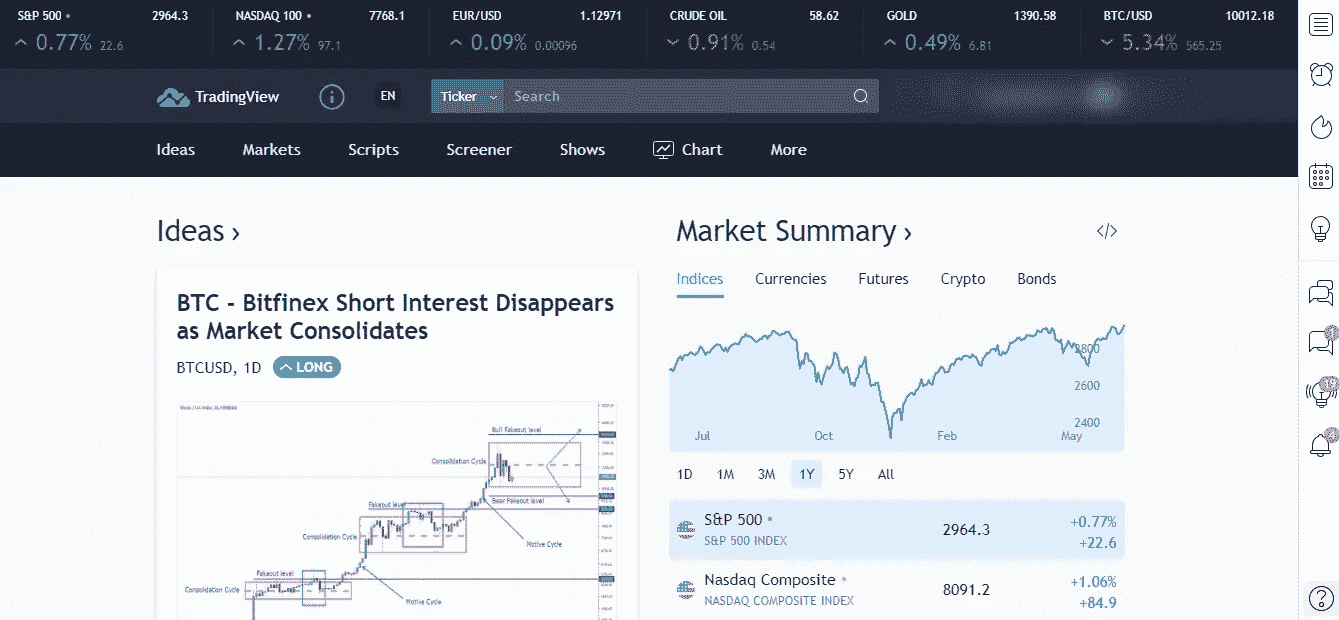 S&P 500 2964.3
0.77% 22.6
NASDAQ 100 7768.1
1.27% 97.1
EUR/USD 1.12971
0.09% 0.00096
CRUDE OIL 58.62
0.91% 0.54
GOLD 1390.58
0.49% 6.81
BTC/USD 10012.18
5.34% 565.25
TradingView
EN
Ticker
Search
Ideas Markets Scripts Screener Shows Chart More
Ideas ›
BTC - Bitfinex Short Interest Disappears
as Market Consolidates
BTCUSD, 1D LONG
Bull Fakeout level
Consolidation Cycle
Bear Fakeout level
Fakeout level
Consolidation Cycle
Motive Cycle
Fakeout level
Consolidation Cycle
Motive Cycle
Market Summary › </>
Indices Currencies Futures Crypto Bonds
2800
2600
2400
Jul Oct Feb May
1D 1M 3M 1Y 5Y All
S&P 500 2964.3 +0.77%
S&P 500 INDEX +22.6
Nasdaq Composite 8091.2 +1.06%
NASDAQ COMPOSITE INDEX +84.9